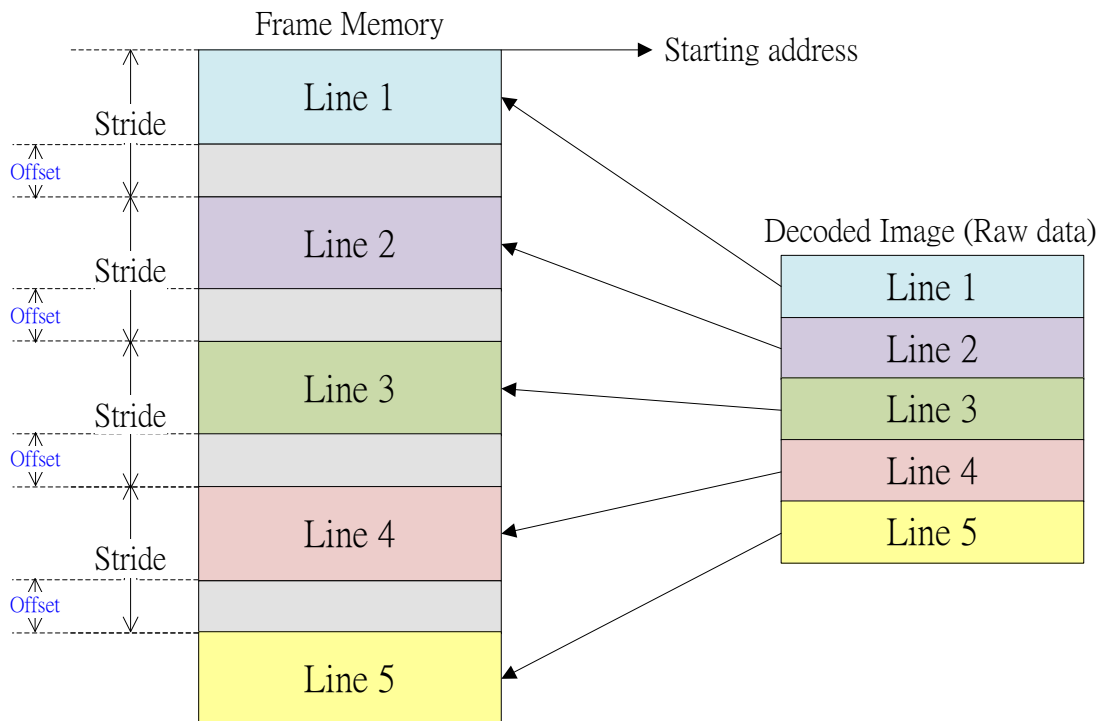 Frame Memory
Starting address
Line 1
Stride
Offset
Line 2
Stride
Offset
Line 3
Stride
Offset
Line 4
Stride
Offset
Line 5
Decoded Image (Raw data)
Line 1
Line 2
Line 3
Line 4
Line 5